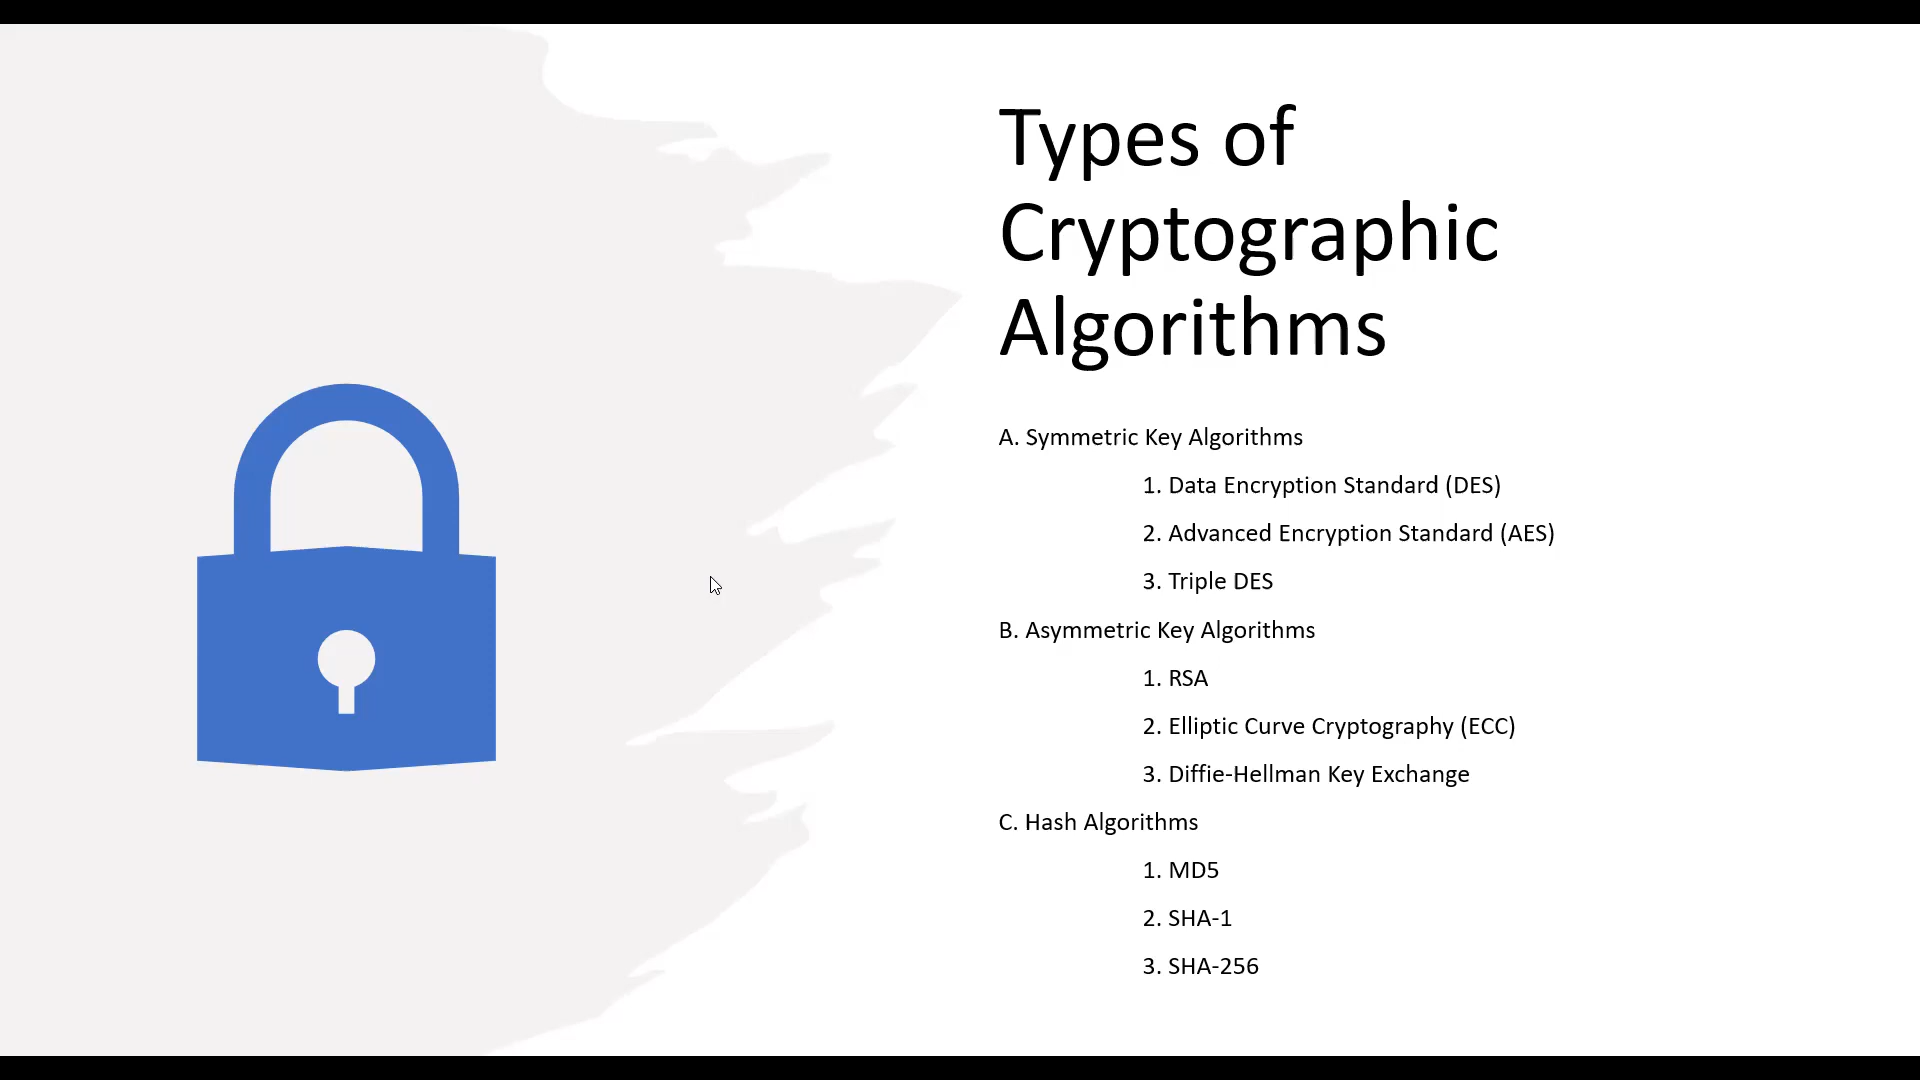 Types of
Cryptographic
Algorithms
A. Symmetric Key Algorithms
1. Data Encryption Standard (DES)
2. Advanced Encryption Standard (AES)
3. Triple DES
B. Asymmetric Key Algorithms
1. RSA
2. Elliptic Curve Cryptography (ECC)
3. Diffie-Hellman Key Exchange
C. Hash Algorithms
1. MD5
2. SHA-1
3. SHA-256